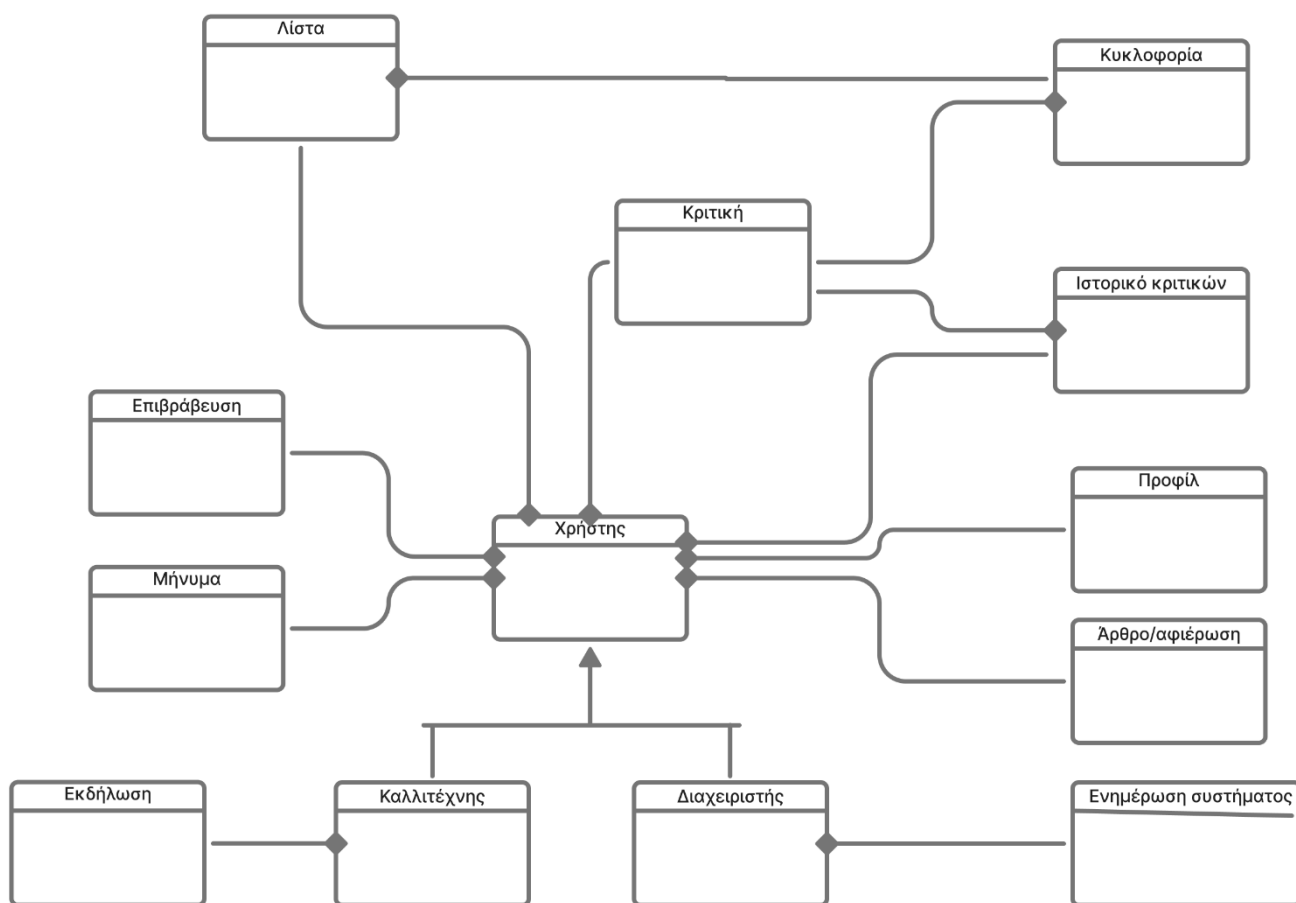 Λίστα
Κυκλοφορία
Κριτική
Ιστορικό κριτικών
Επιβράβευση
Προφίλ
Χρήστης
Μήνυμα
Άρθρο/αφιέρωση
Εκδήλωση
Καλλιτέχνης
Διαχειριστής
Ενημέρωση συστήματος